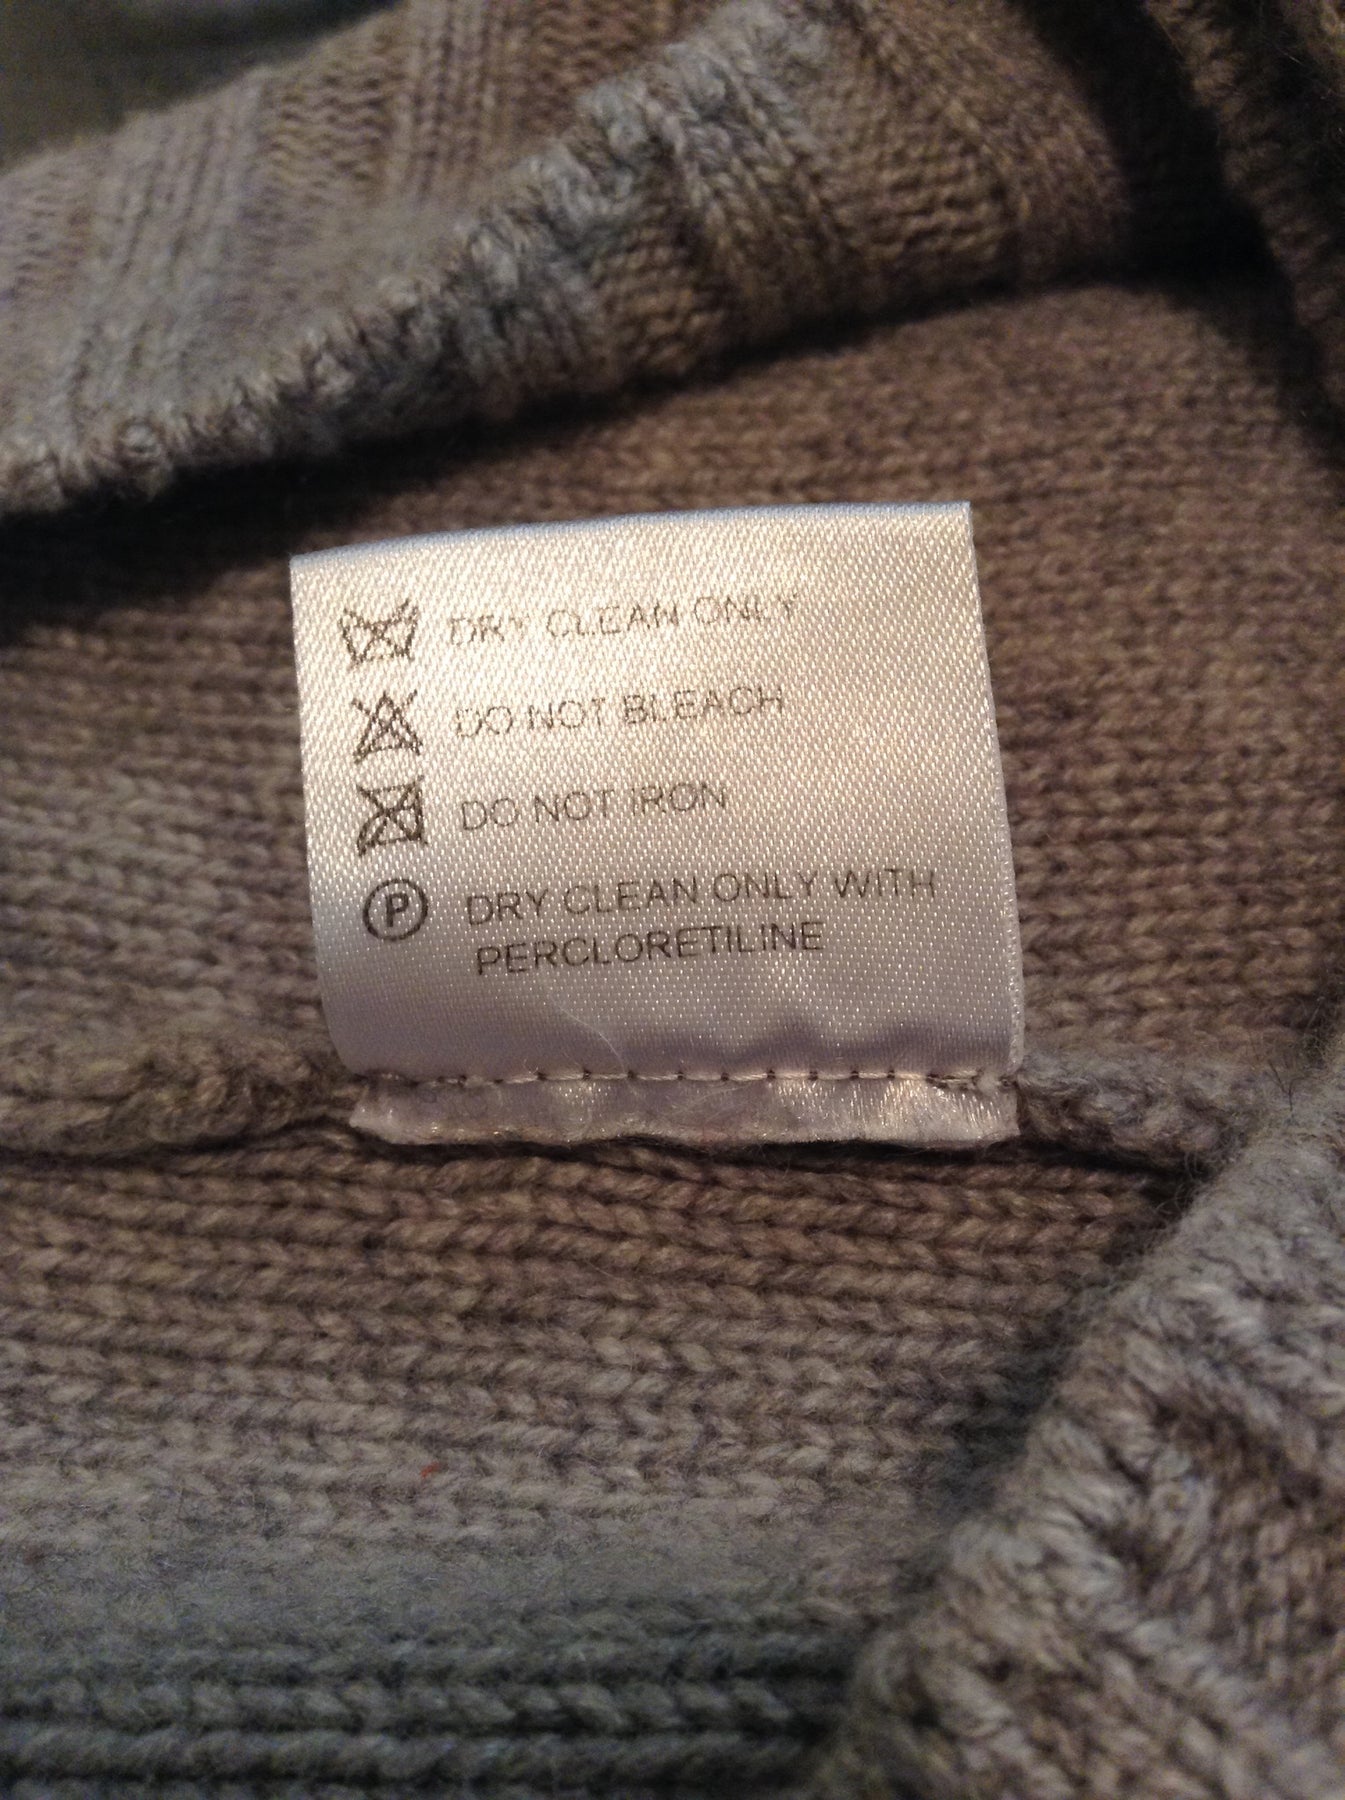 DRY CLEAN ONLY
DO NOT BLEACH
DO NOT IRON
P DRY CLEAN ONLY WITH
PERCLORETILINE